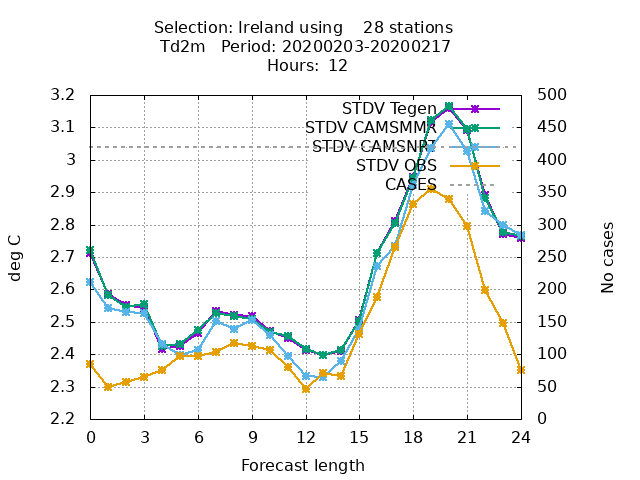 Selection: Ireland using 28 stations
Td2m Period: 20200203-20200217
Hours: 12
3.2
3.1
3
2.9
2.8
2.7
2.6
2.5
2.4
2.3
2.2
deg C
STDV Tegen
STDV CAMSMMR
STDV CAMSNRT
STDV OBS
CASES
500
450
400
350
300
250
200
150
100
50
0
No cases
0 3 6 9 12 15 18 21 24
Forecast length